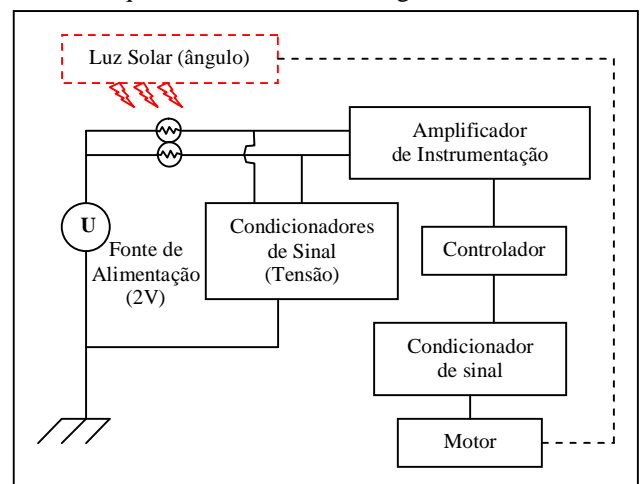 Luz Solar (ângulo)
Amplificador
de Instrumentação
U
Fonte de
Alimentação
(2V)
Condicionadores
de Sinal
(Tensão)
Controlador
Condicionador
de sinal
Motor